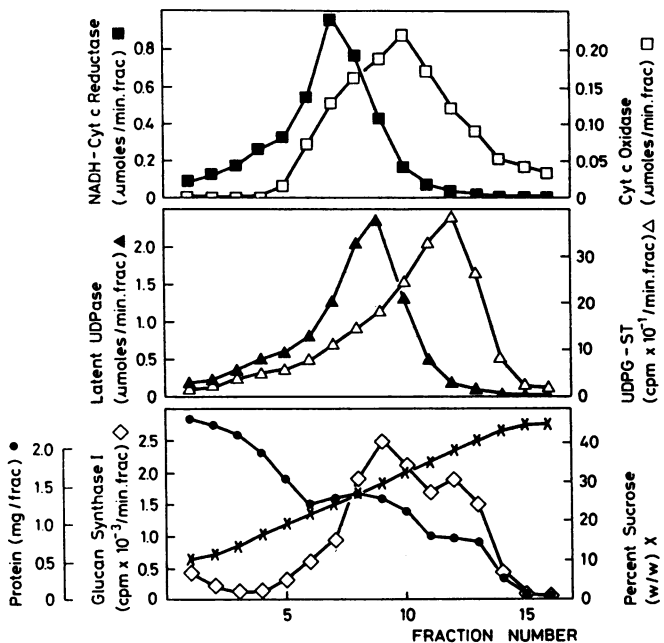 NADH-Cyt c Reductase ■
(μmoles/min.frac)
0.8
0.6
0.4
0.2
0
0.20
0.15
0.10
0.05
0
Cyt c Oxidase □
(μmoles/min.frac)
Latent UDPase ▲
(μmoles/min.frac)
2.0
1.5
1.0
0.5
0
30
20
10
0
UDPG-ST △
(cpm x 10⁻¹/min.frac)
Protein (mg/frac) ●
2.0
1.5
1.0
0.5
0
Glucan Synthase I ◇
(cpm x 10⁻³/min.frac)
2.5
2.0
1.5
1.0
0.5
0
40
30
20
10
0
Percent Sucrose
(w/w) X
5
10
15
FRACTION NUMBER